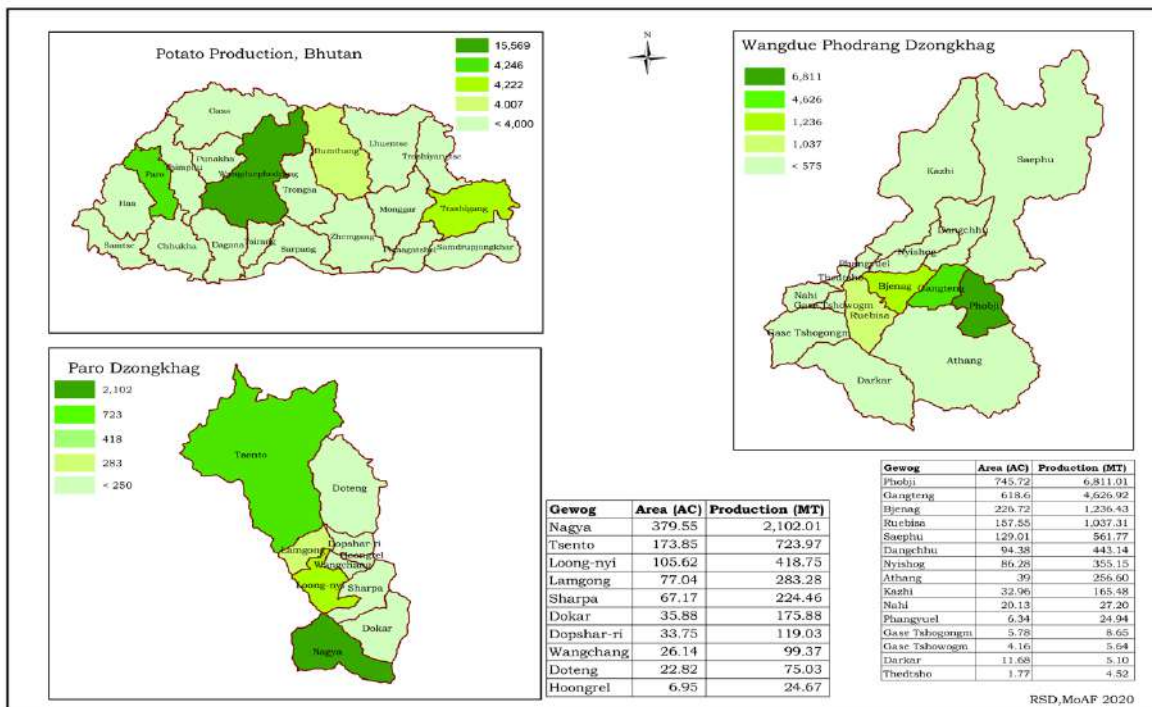 Potato Production, Bhutan
15,569
4,246
4,222
4.007
< 4,000
Gasa
Lhuentse
Trashiyangtse
Bumthang
Punakha
Thimphu
Paro
Wangduephodrang
Trongsa
Trashigang
Haa
Monggar
Zhemgang
Samtse
Chhukha
Dagana
Tsirang
Sarpang
Pemagatshel
Samdrupjongkhar
N
Wangdue Phodrang Dzongkhag
6,811
4,626
1,236
1,037
< 575
Saephu
Kazhi
Dangchhu
Nyishog
Phangyuel
Thedtsho
Bjenag
Gangteng
Phobji
Nahi
Gase Tshowogm
Ruebisa
Gase Tshogongm
Athang
Darkar
Paro Dzongkhag
2,102
723
418
283
< 250
Tsento
Doteng
Dopshar-ri
Lamgong
Hoongrel
Wangchang
Loong-nyi
Sharpa
Dokar
Nagya
Gewog Area (AC) Production (MT)
Nagya 379.55 2,102.01
Tsento 173.85 723.97
Loong-nyi 105.62 418.75
Lamgong 77.04 283.28
Sharpa 67.17 224.46
Dokar 35.88 175.88
Dopshar-ri 33.75 119.03
Wangchang 26.14 99.37
Doteng 22.82 75.03
Hoongrel 6.95 24.67
Gewog Area (AC) Production (MT)
Phobji 745.72 6,811.01
Gangteng 618.6 4,626.92
Bjenag 226.72 1,236.43
Ruebisa 157.55 1,037.31
Saephu 129.01 561.77
Dangchhu 94.38 443.14
Nyishog 86.28 355.15
Athang 39 256.60
Kazhi 32.96 165.48
Nahi 20.13 27.20
Phangyuel 6.34 24.94
Gase Tshogongm 5.78 8.65
Gase Tshowogm 4.16 5.64
Darkar 11.68 5.10
Thedtsho 1.77 4.52
RSD,MoAF 2020